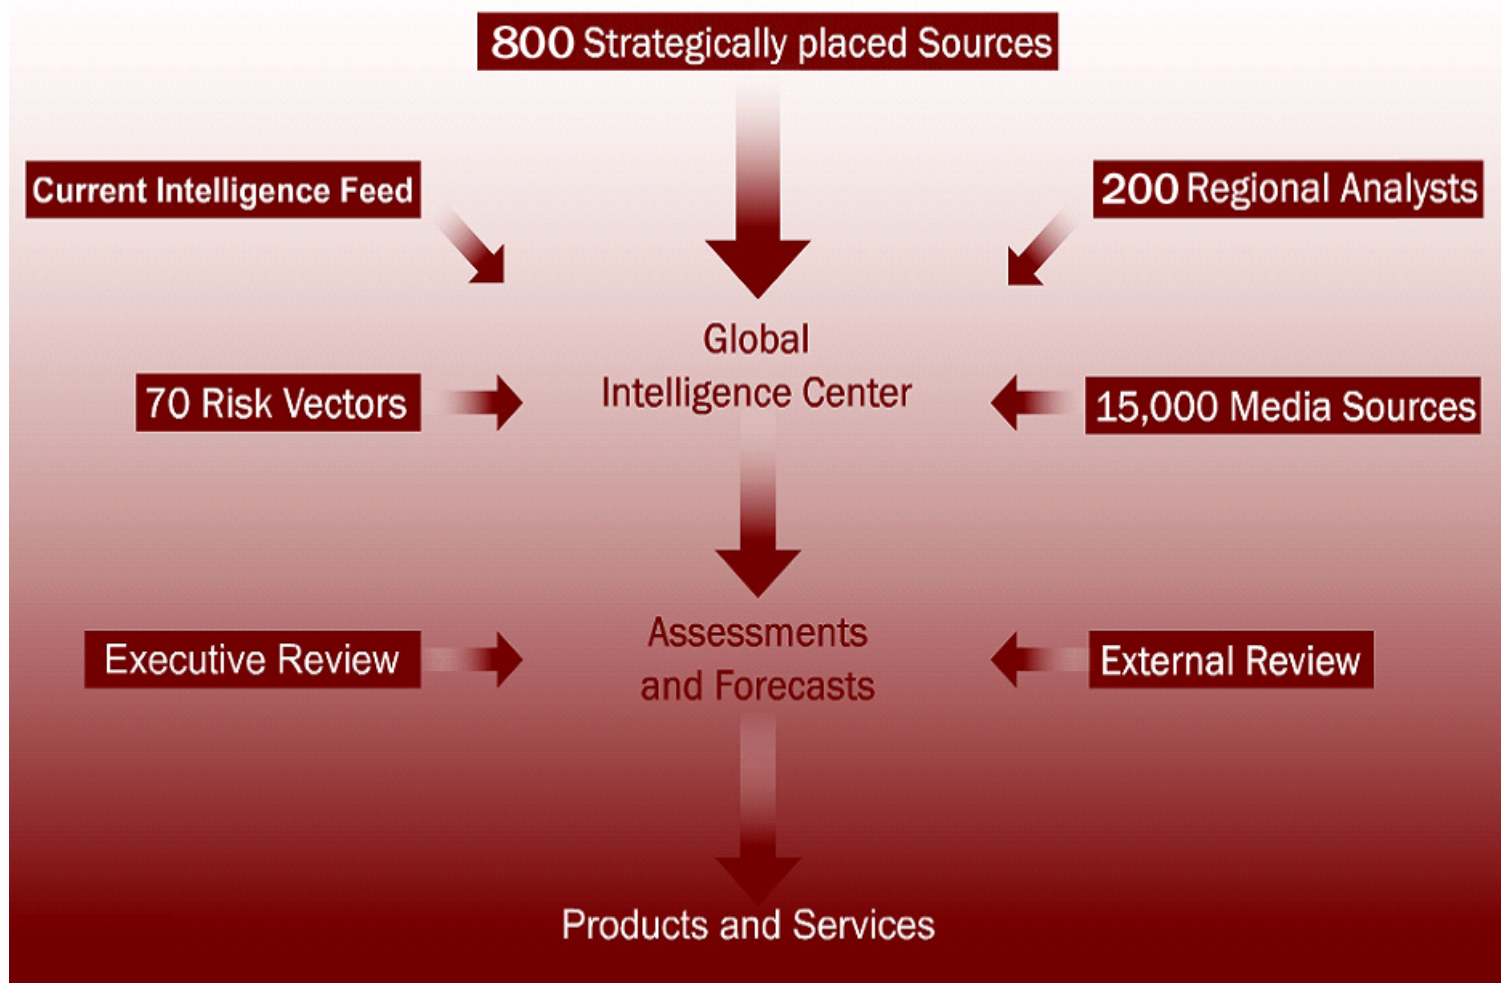 800 Strategically placed Sources
Current Intelligence Feed
200 Regional Analysts
Global
Intelligence Center
70 Risk Vectors
15,000 Media Sources
Executive Review
Assessments
and Forecasts
External Review
Products and Services